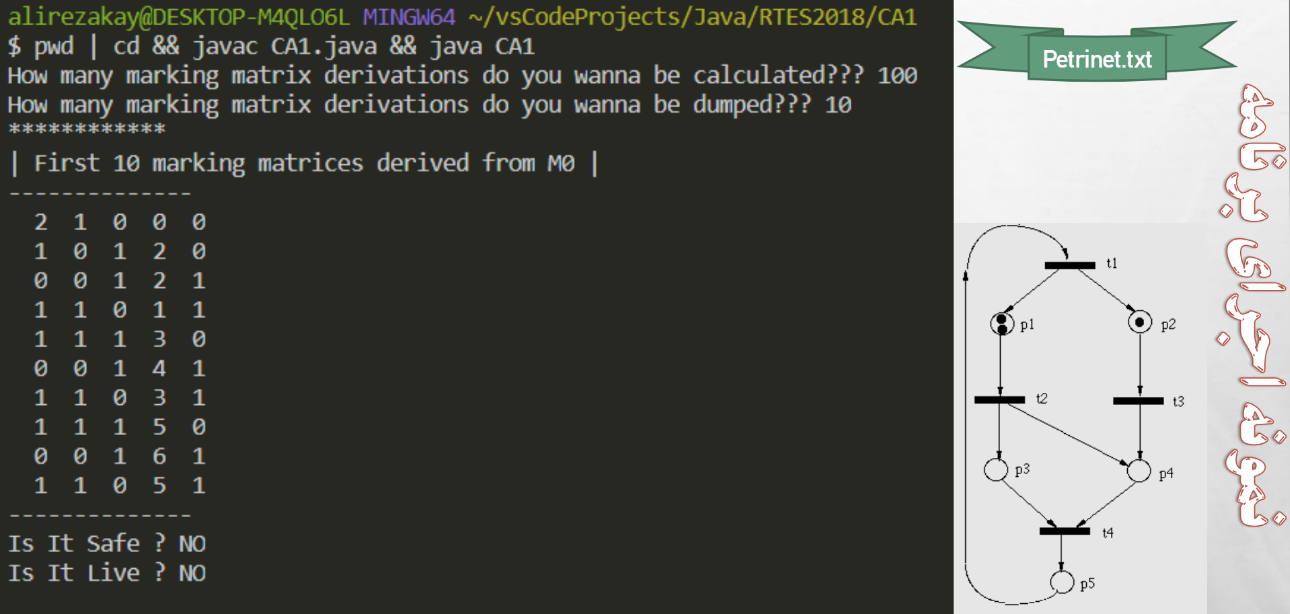 alirezakay@DESKTOP-M4QLO6L MINGW64 ~/vsCodeProjects/Java/RTES2018/CA1
$ pwd | cd && javac CA1.java && java CA1
How many marking matrix derivations do you wanna be calculated??? 100
How many marking matrix derivations do you wanna be dumped??? 10
************
| First 10 marking matrices derived from M0 |
--------------
2 1 0 0 0
1 0 1 2 0
0 0 1 2 1
1 1 0 1 1
1 1 1 3 0
0 0 1 4 1
1 1 0 3 1
1 1 1 5 0
0 0 1 6 1
1 1 0 5 1
--------------
Is It Safe ? NO
Is It Live ? NO
Petrinet.txt
t1
p1
p2
t2
t3
p3
p4
t4
p5
نمونه اجرای برنامه